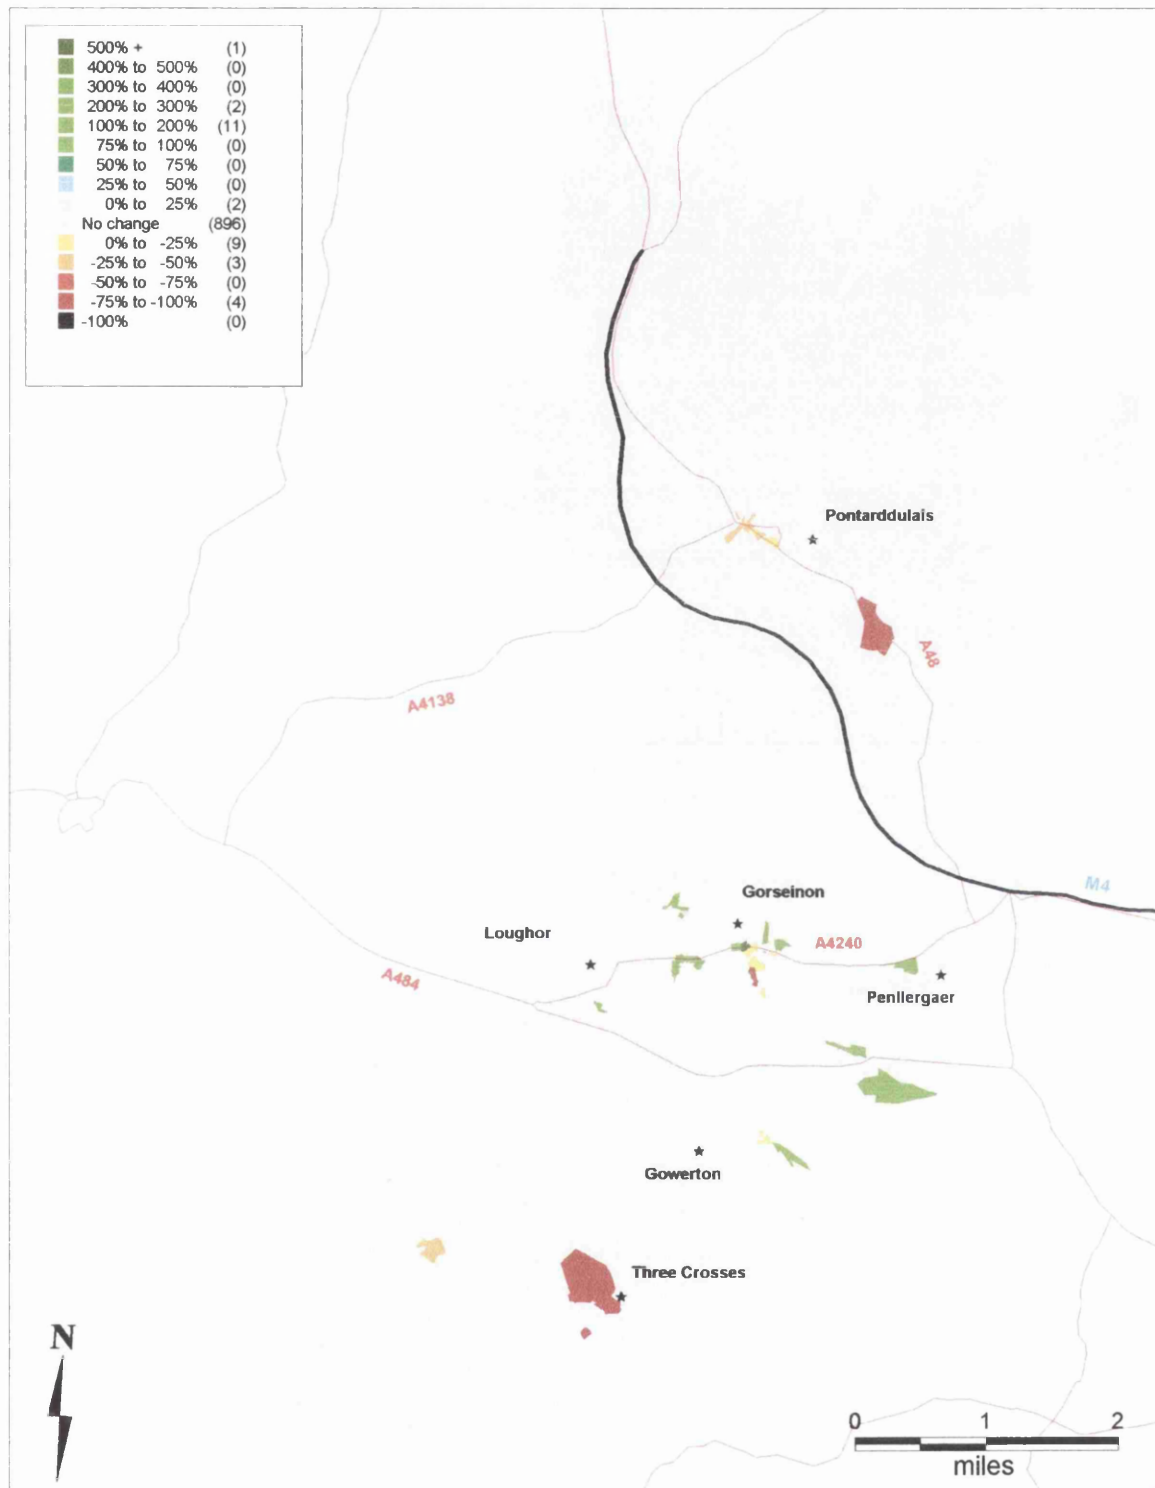 500% + (1)
400% to 500% (0)
300% to 400% (0)
200% to 300% (2)
100% to 200% (11)
75% to 100% (0)
50% to 75% (0)
25% to 50% (0)
0% to 25% (2)
No change (896)
0% to -25% (9)
-25% to -50% (3)
-50% to -75% (0)
-75% to -100% (4)
-100% (0)
Pontarddulais
A48
A4138
M4
Gorseinon
Loughor
A4240
A484
Penllergaer
Gowerton
Three Crosses
N
0 1 2
miles